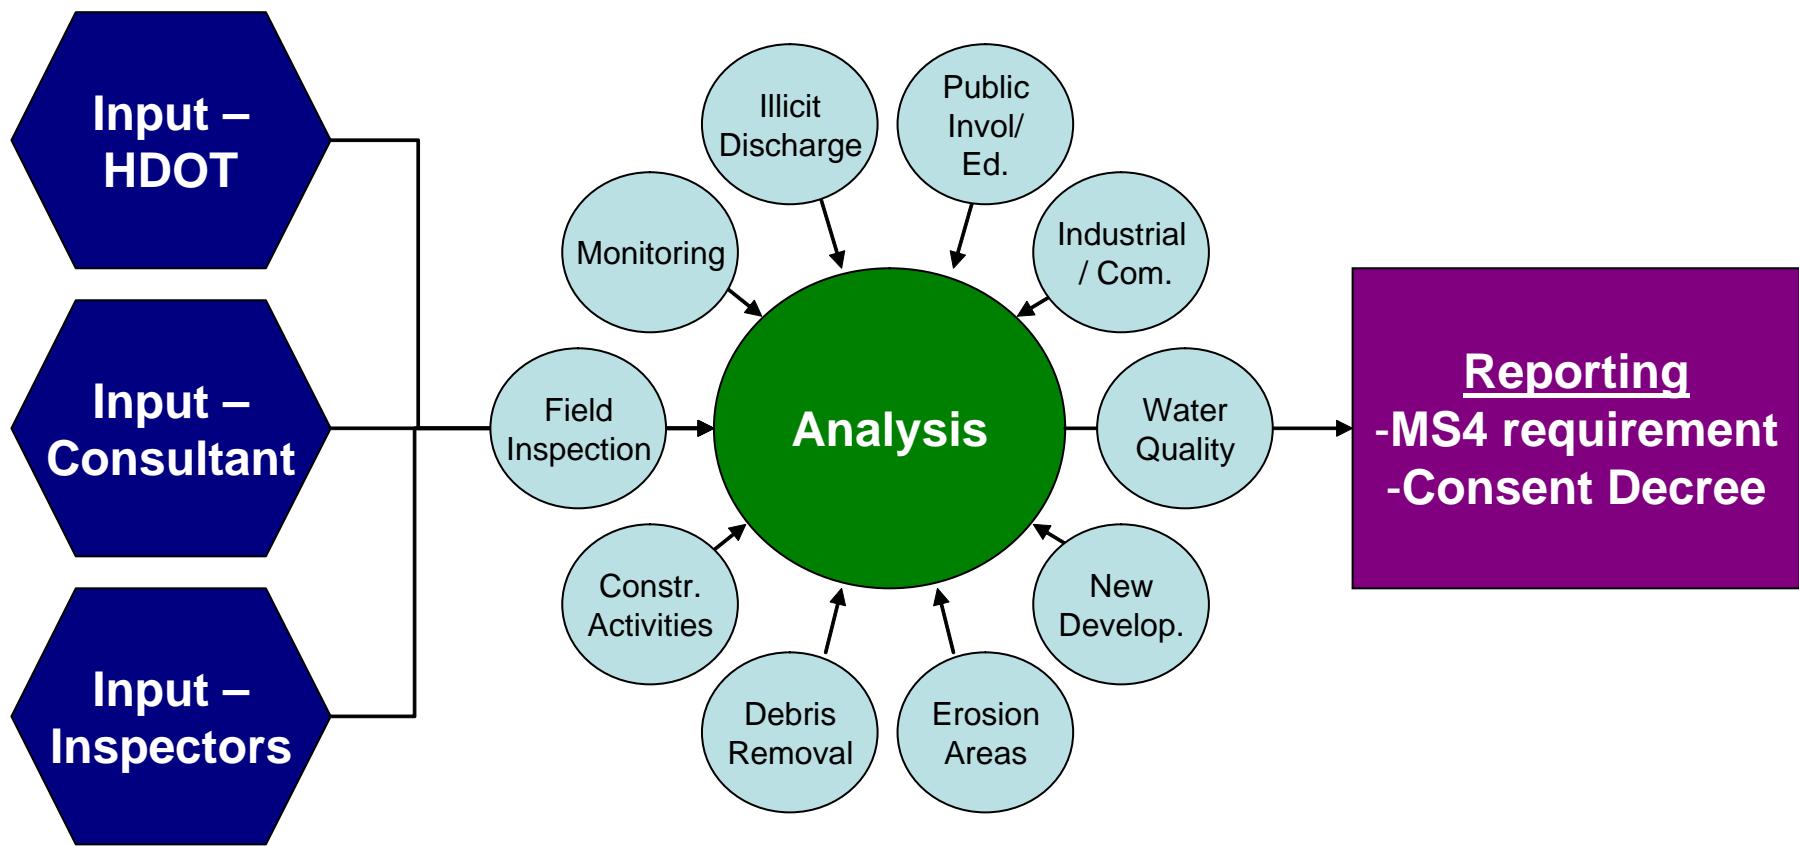 Input –
HDOT
Input –
Consultant
Input –
Inspectors
Illicit
Discharge
Public
Invol/
Ed.
Monitoring
Industrial
/ Com.
Field
Inspection
Analysis
Water
Quality
Constr.
Activities
New
Develop.
Debris
Removal
Erosion
Areas
Reporting
-MS4 requirement
-Consent Decree